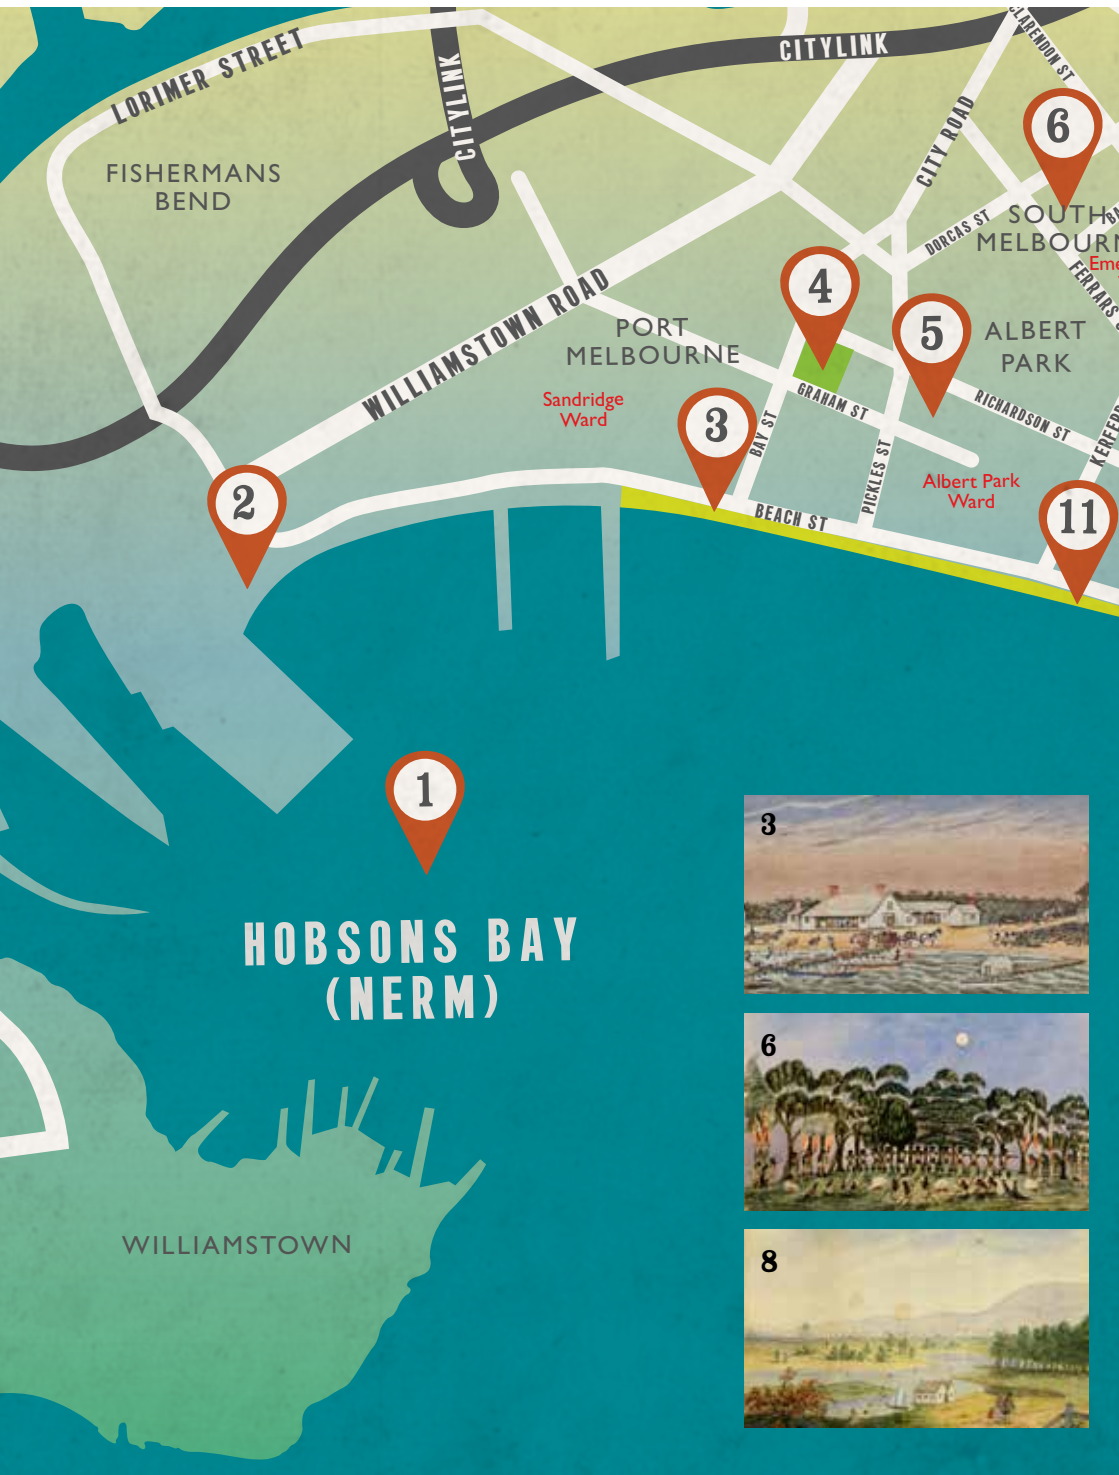 LORIMER STREET
CITYLINK
CITYLINK
CLARENDON ST
6
CITY ROAD
FISHERMANS
BEND
DORCAS ST
SOUTH
MELBOURN
Eme
FERRARS
WILLIAMSTOWN ROAD
4
5
PORT
MELBOURNE
ALBERT
PARK
Sandridge
Ward
3
GRAHAM ST
RICHARDSON ST
BAY ST
PICKLES ST
KERFERD
Albert Park
Ward
2
BEACH ST
11
1
HOBSONS BAY
(NERM)
WILLIAMSTOWN
3
6
8